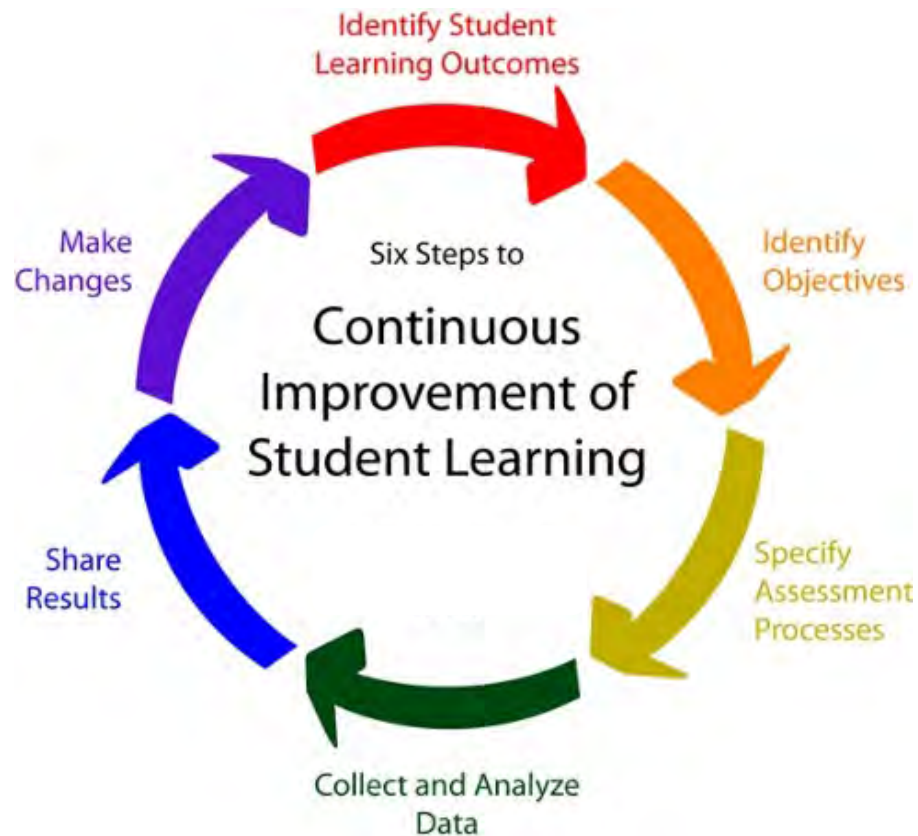 Identify Student
Learning Outcomes
Identify
Objectives
Specify
Assessment
Processes
Collect and Analyze
Data
Share
Results
Make
Changes
Six Steps to
Continuous
Improvement of
Student Learning